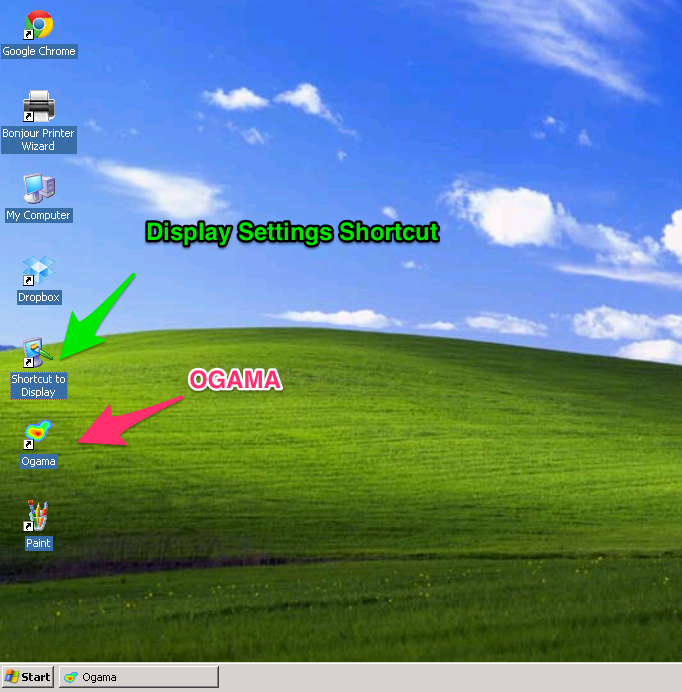 Google Chrome
Bonjour Printer
Wizard
My Computer
Display Settings Shortcut
Dropbox
Shortcut to
Display
OGAMA
Ogama
Paint
Start
Ogama